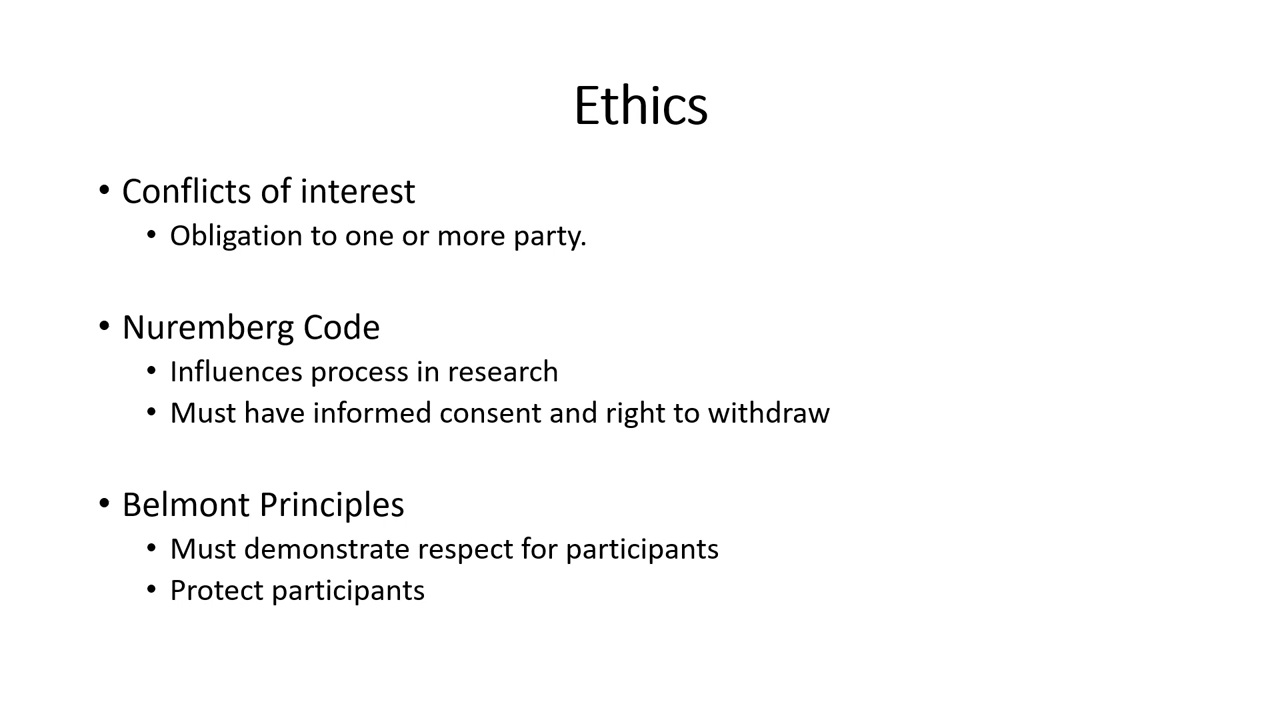 Ethics
• Conflicts of interest
• Obligation to one or more party.
• Nuremberg Code
• Influences process in research
• Must have informed consent and right to withdraw
• Belmont Principles
• Must demonstrate respect for participants
• Protect participants